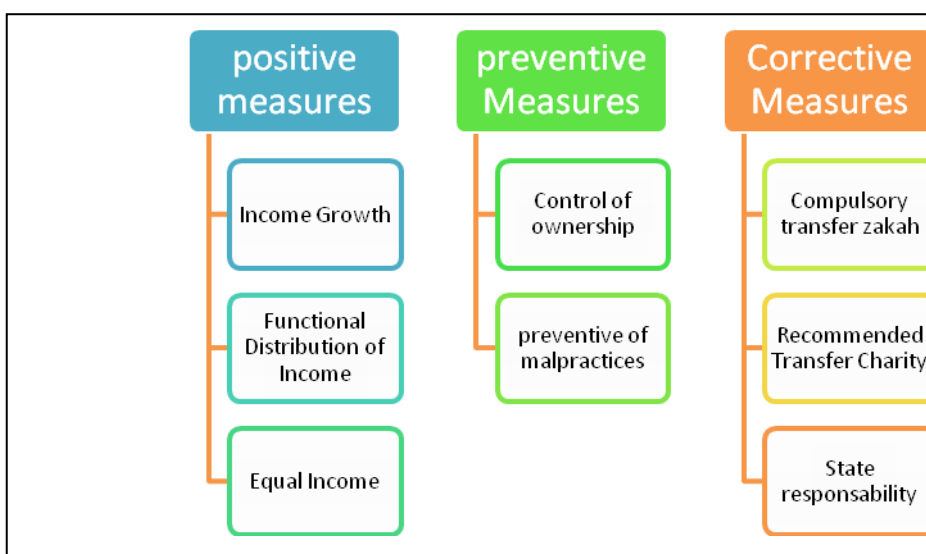 positive
measures
Income Growth
Functional
Distribution of
Income
Equal Income
preventive
Measures
Control of
ownership
preventive of
malpractices
Corrective
Measures
Compulsory
transfer zakah
Recommended
Transfer Charity
State
responsability